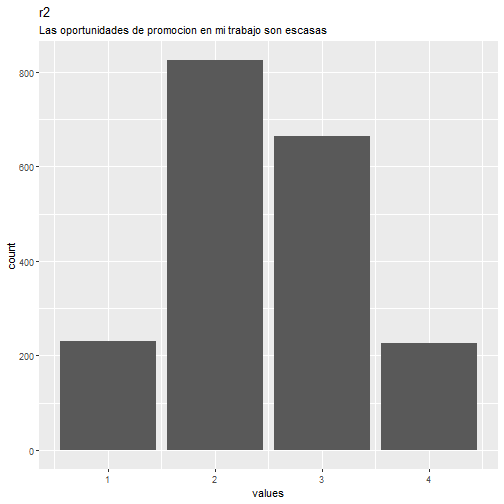 r2
Las oportunidades de promocion en mi trabajo son escasas
800
600
400
200
0
count
1 2 3 4
values